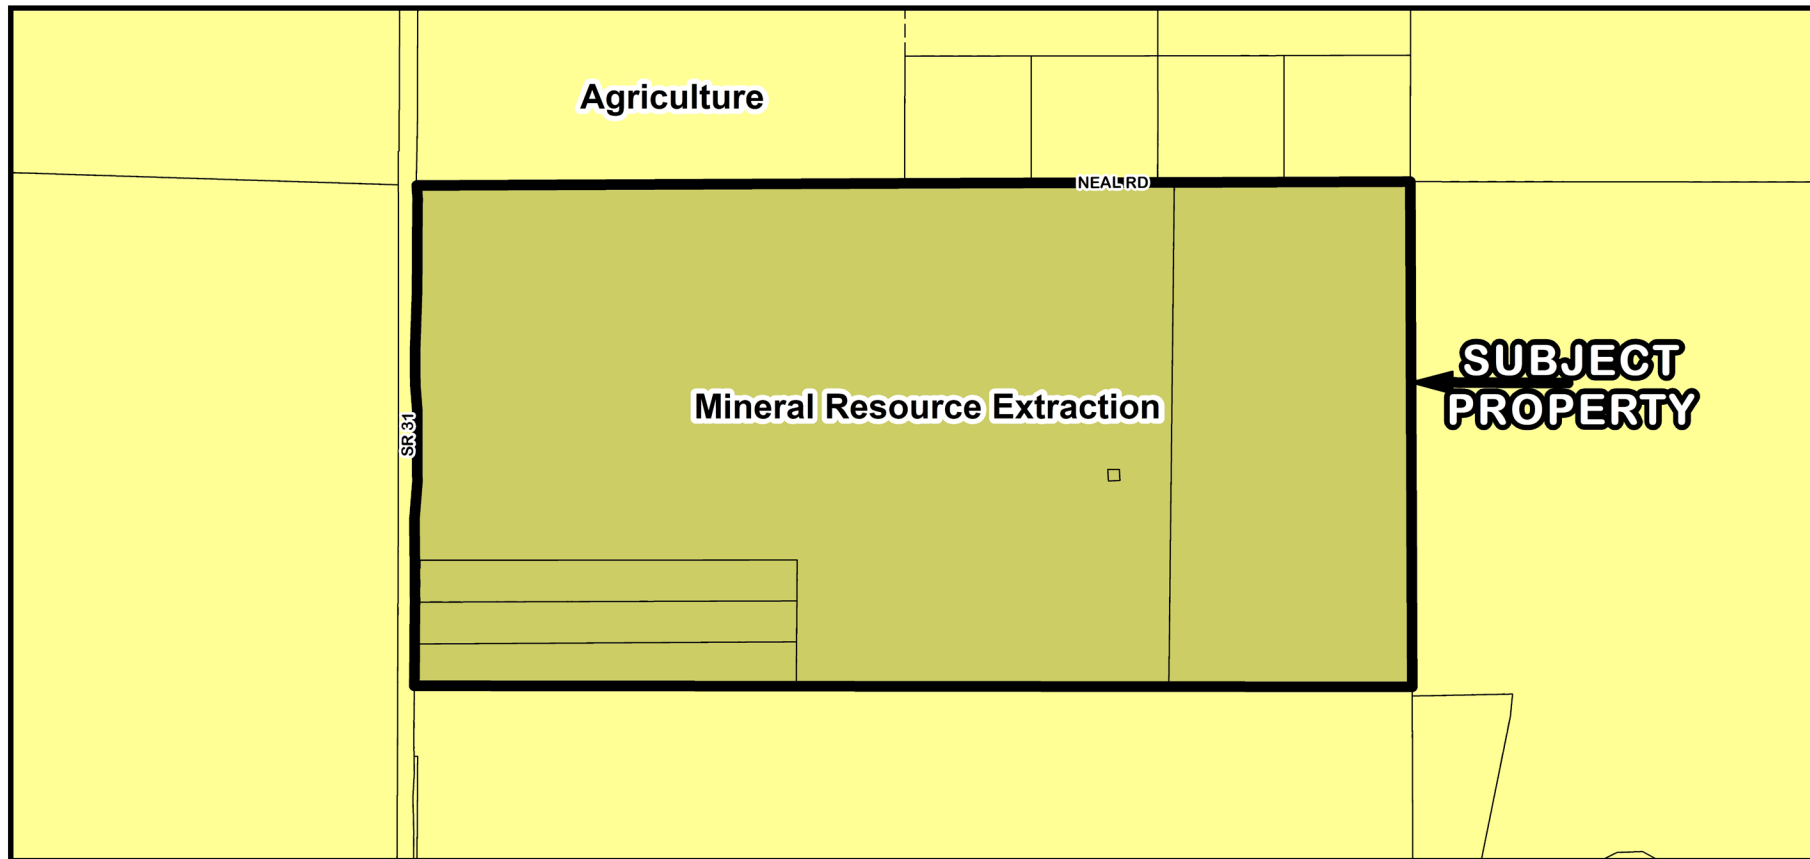 Agriculture
NEAL RD
SUBJECT
PROPERTY
Mineral Resource Extraction
SR 31